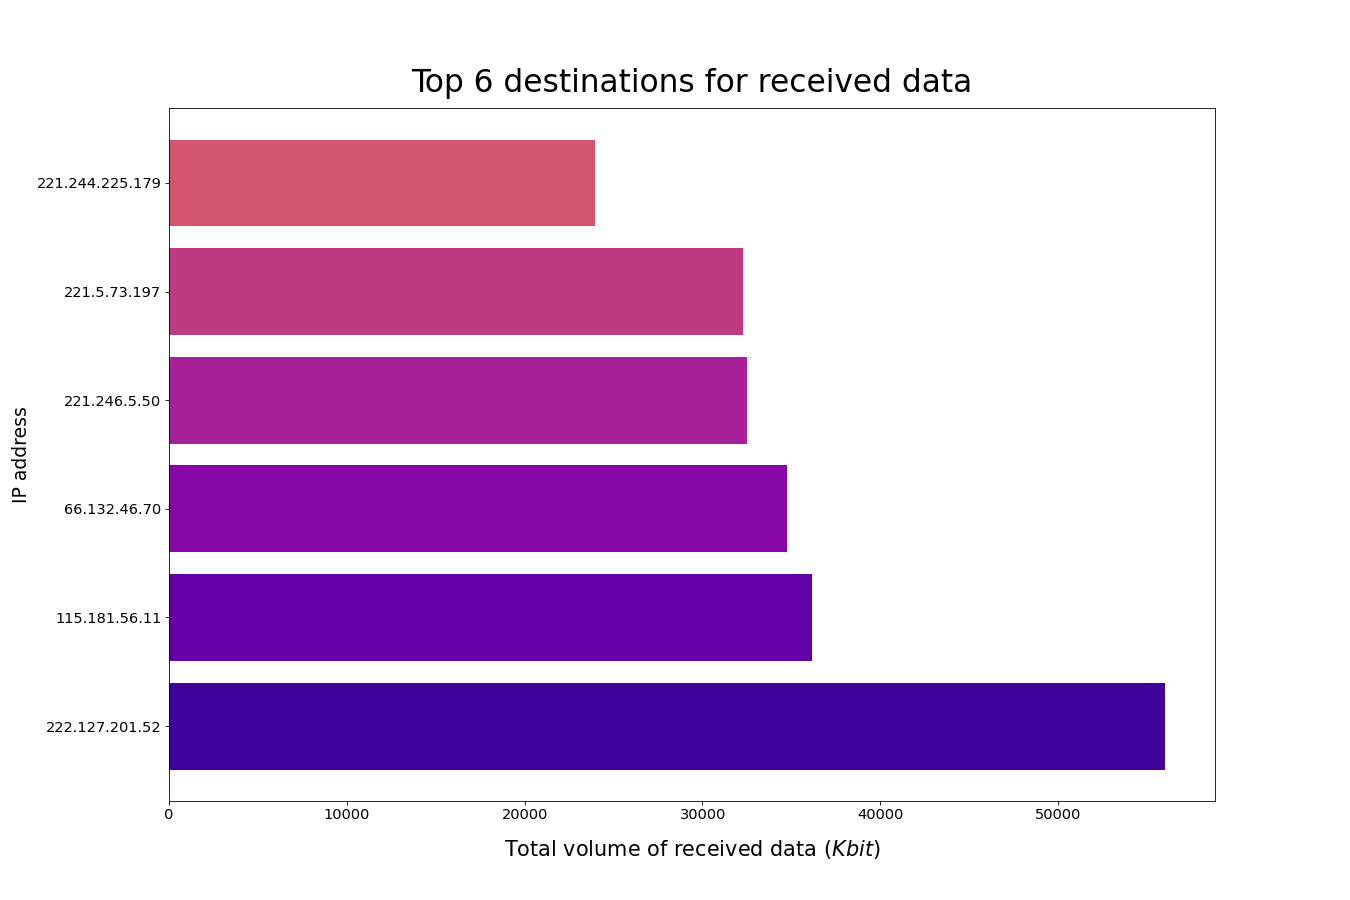 Top 6 destinations for received data
221.244.225.179
221.5.73.197
221.246.5.50
66.132.46.70
115.181.56.11
222.127.201.52
IP address
0 10000 20000 30000 40000 50000
Total volume of received data (Kbit)